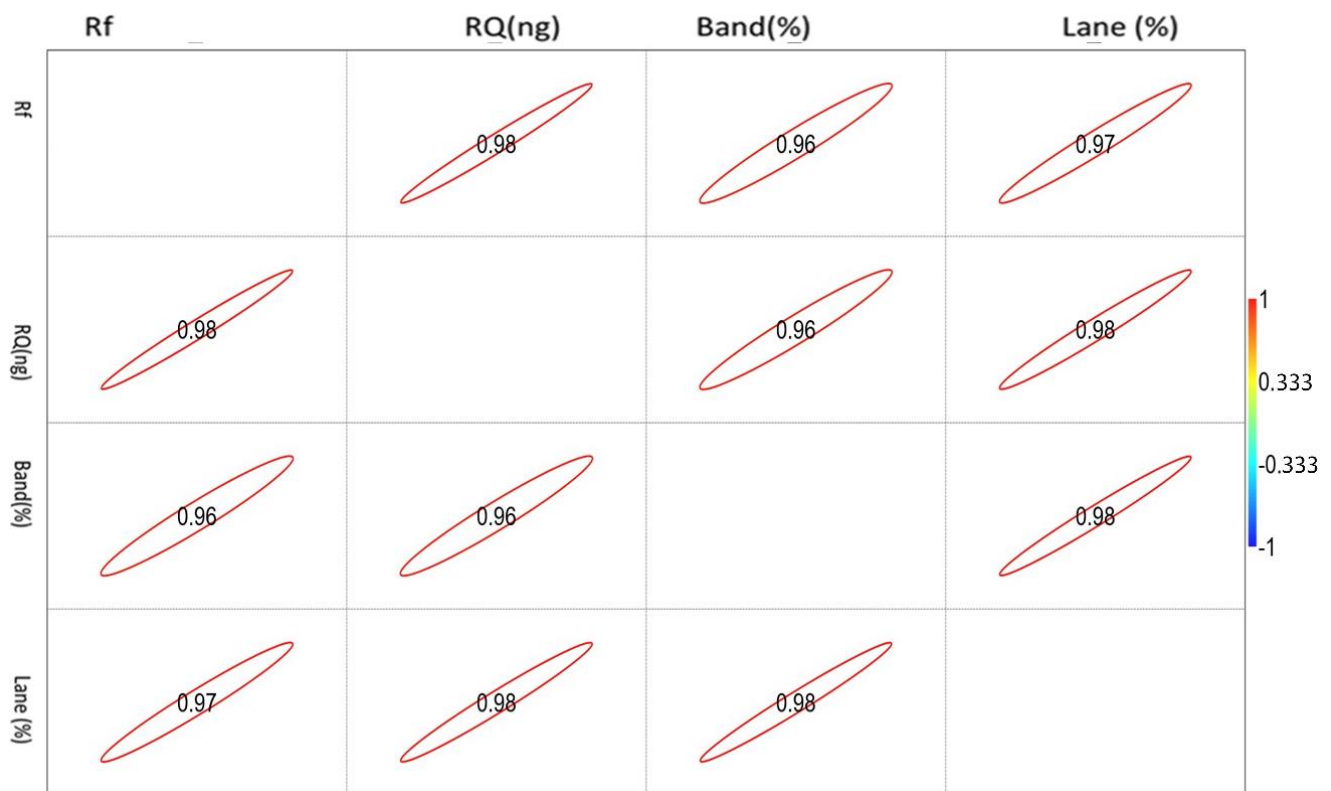 Rf RQ(ng) Band(%) Lane (%)
Rf 0.98 0.96 0.97
RQ(ng) 0.98 0.96 0.98
Band(%) 0.96 0.96 0.98
Lane (%) 0.97 0.98 0.98
1
0.333
-0.333
-1